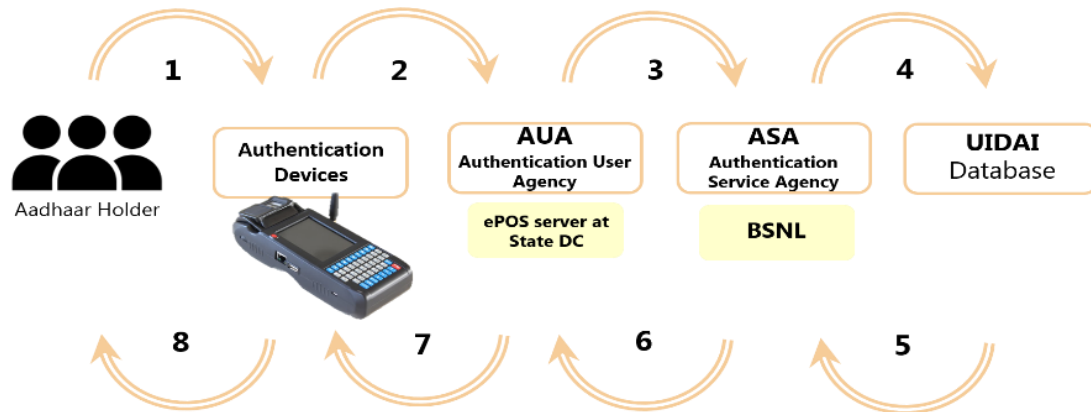 1
2
3
4
Aadhaar Holder
Authentication
Devices
AUA
Authentication User
Agency
ePOS server at
State DC
ASA
Authentication
Service Agency
BSNL
UIDAI
Database
8
7
6
5